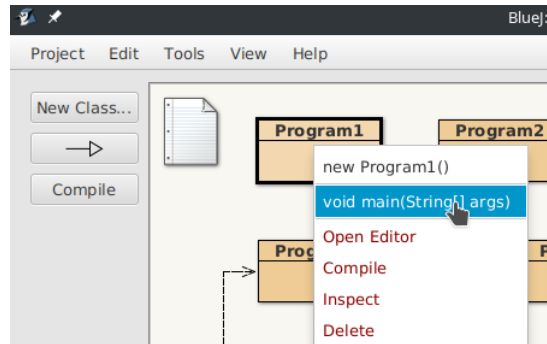 BlueJ:
Project Edit Tools View Help
New Class...
Compile
Program1
Program2
new Program1()
void main(String[] args)
Open Editor
Compile
Inspect
Delete
Prog